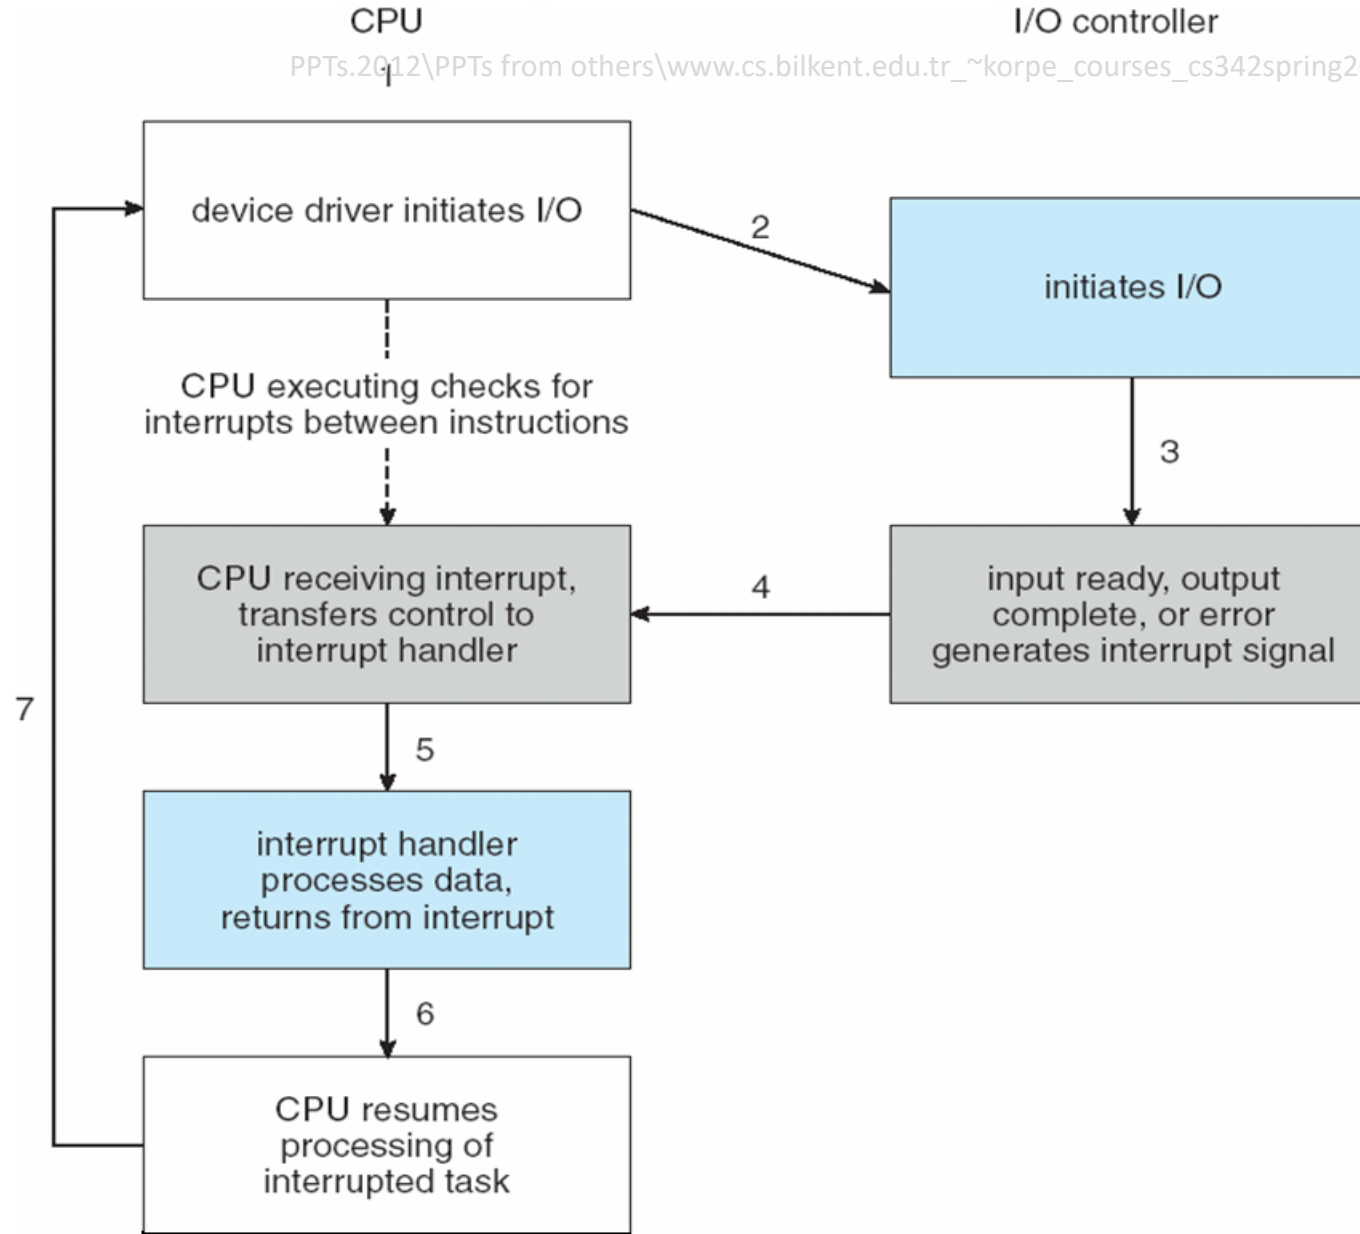 CPU
I/O controller
PPTs.2012\PPTs from others\www.cs.bilkent.edu.tr_~korpe_courses_cs342spring2
1
device driver initiates I/O
2
initiates I/O
CPU executing checks for
interrupts between instructions
3
CPU receiving interrupt,
transfers control to
interrupt handler
4
input ready, output
complete, or error
generates interrupt signal
7
5
interrupt handler
processes data,
returns from interrupt
6
CPU resumes
processing of
interrupted task